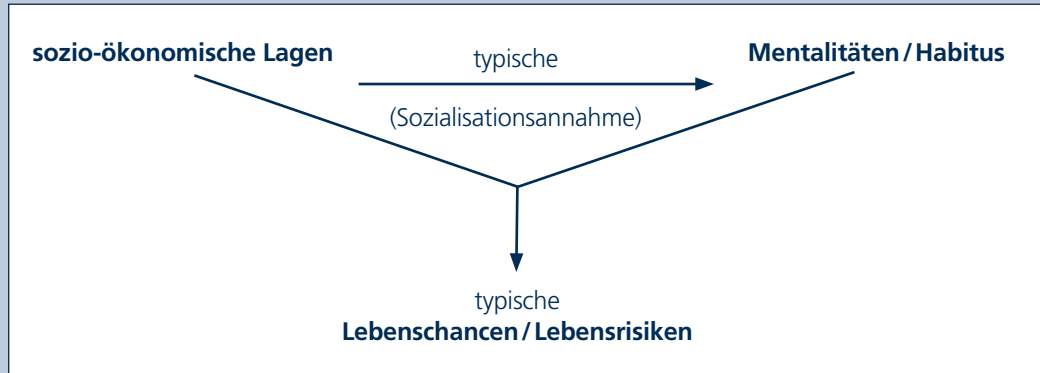 sozio-ökonomische Lagen
typische
Mentalitäten / Habitus
(Sozialisationsannahme)
typische
Lebenschancen / Lebensrisiken